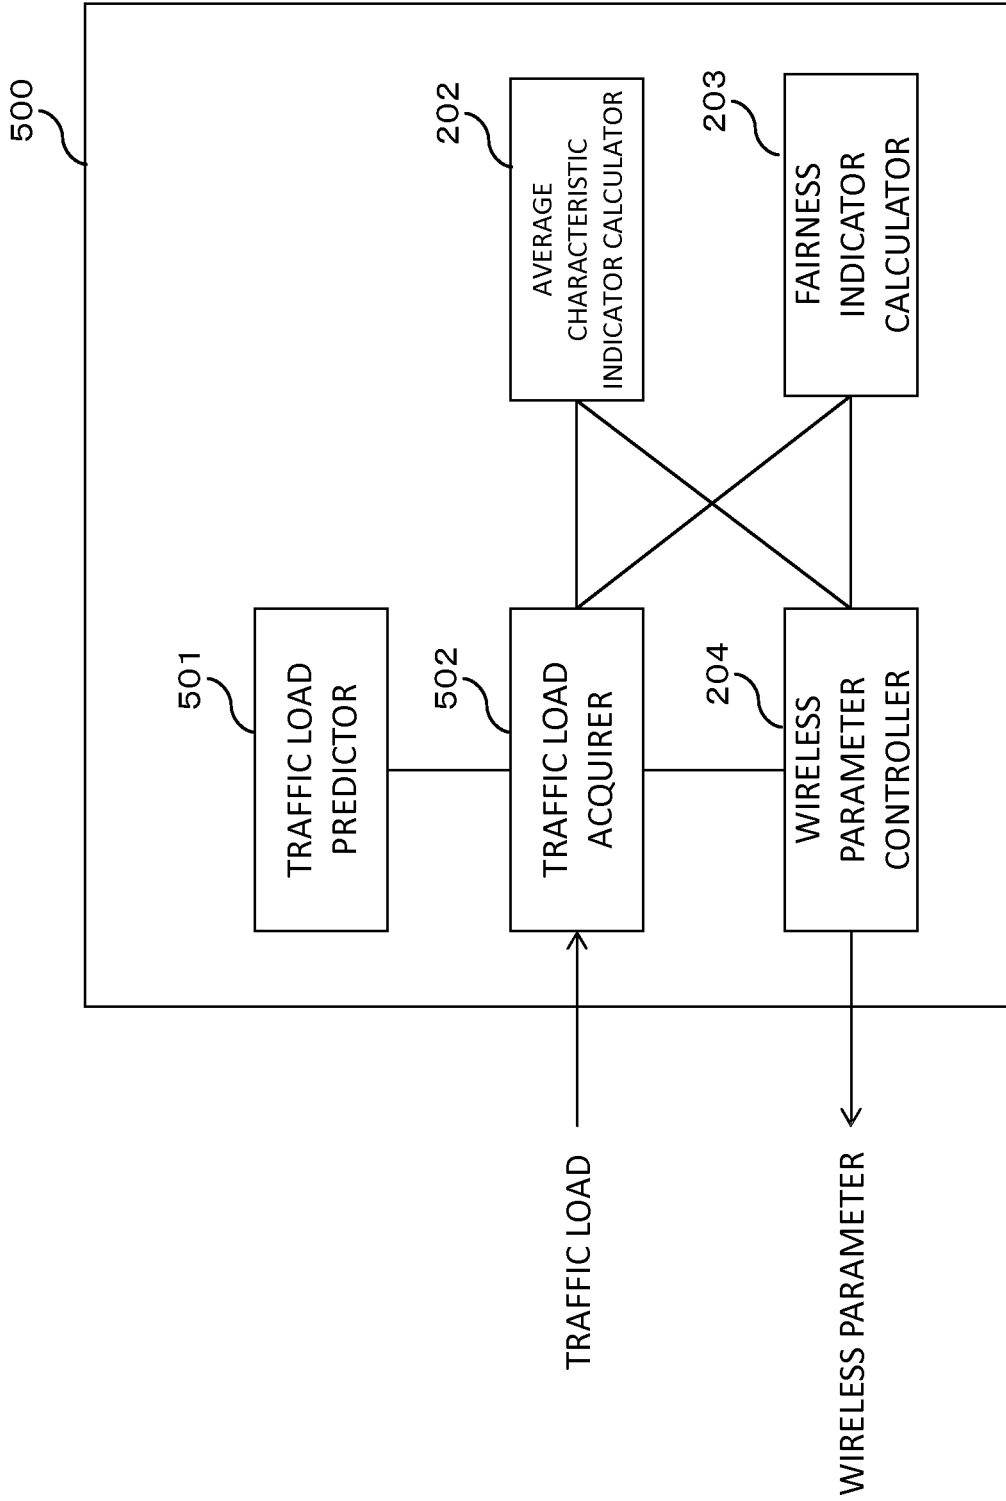 500
501
TRAFFIC LOAD
PREDICTOR
502
TRAFFIC LOAD
ACQUIRER
202
AVERAGE
CHARACTERISTIC
INDICATOR CALCULATOR
204
WIRELESS
PARAMETER
CONTROLLER
203
FAIRNESS
INDICATOR
CALCULATOR
TRAFFIC LOAD
WIRELESS PARAMETER